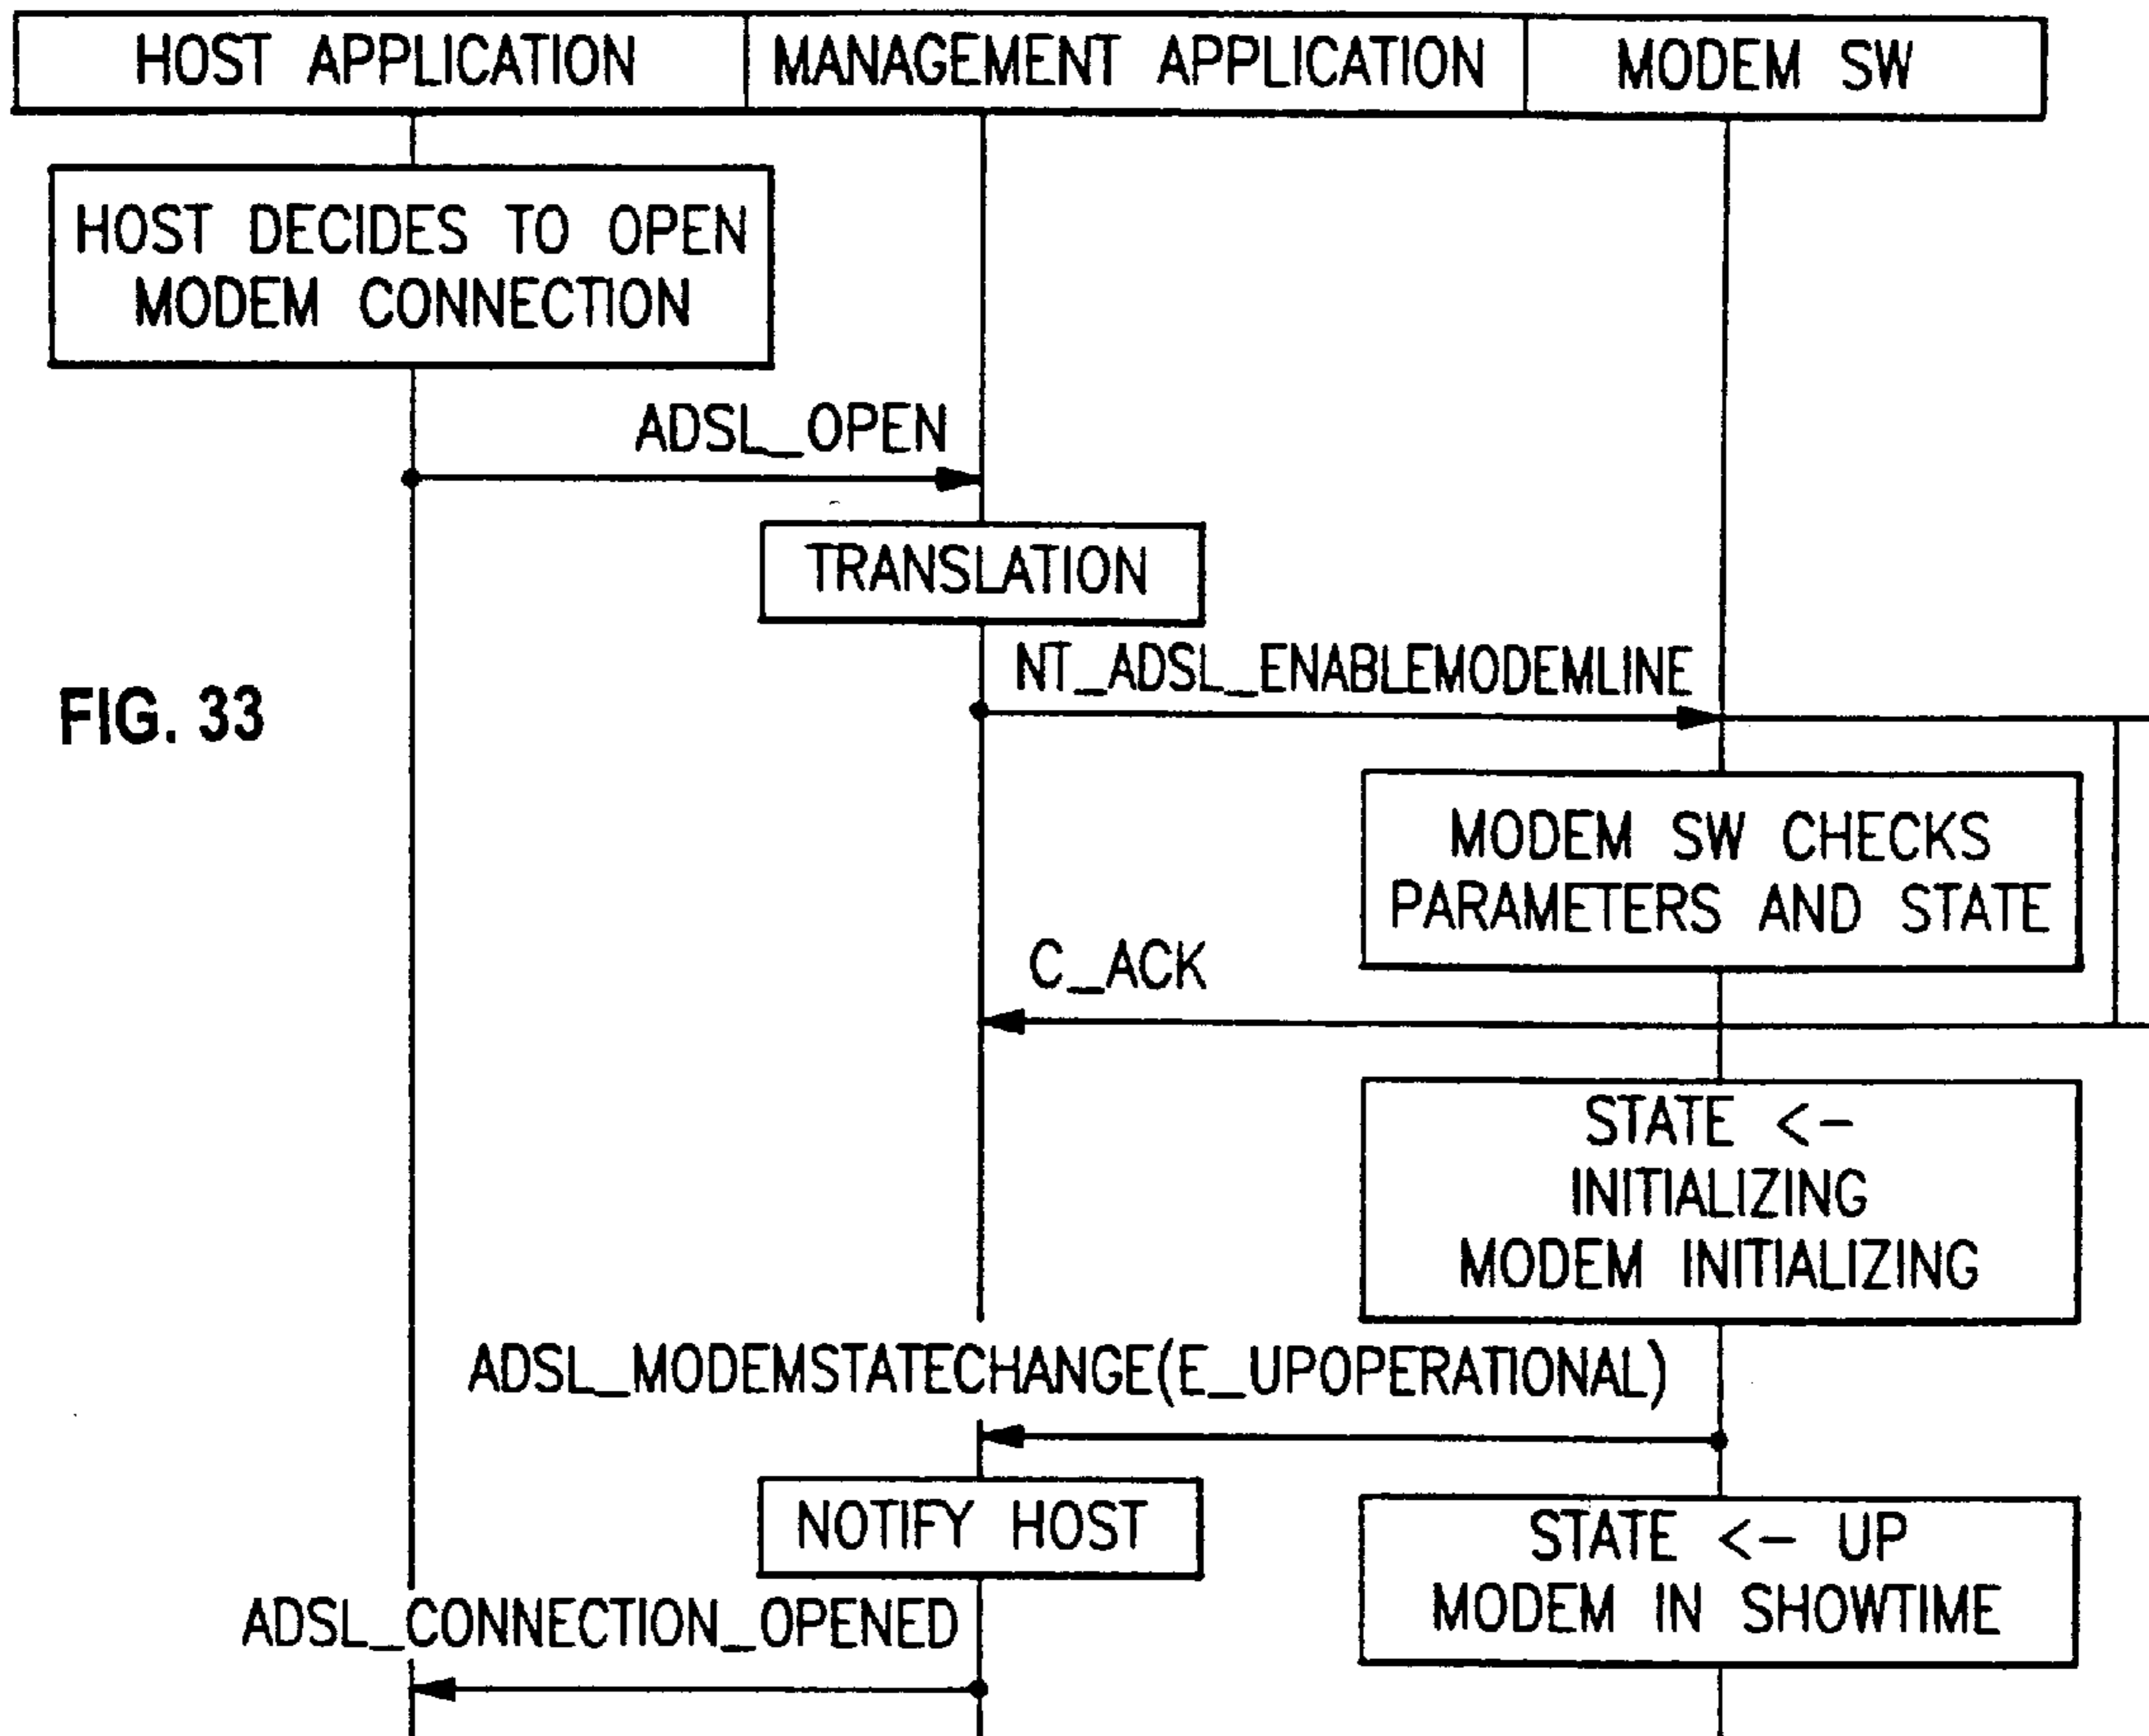 HOST APPLICATION MANAGEMENT APPLICATION MODEM SW
HOST DECIDES TO OPEN
MODEM CONNECTION
ADSL_OPEN
TRANSLATION
NT_ADSL_ENABLEMODEMLINE
FIG. 33
MODEM SW CHECKS
PARAMETERS AND STATE
C_ACK
STATE <-
INITIALIZING
MODEM INITIALIZING
ADSL_MODEMSTATECHANGE(E_UPOPERATIONAL)
NOTIFY HOST
STATE <- UP
MODEM IN SHOWTIME
ADSL_CONNECTION_OPENED